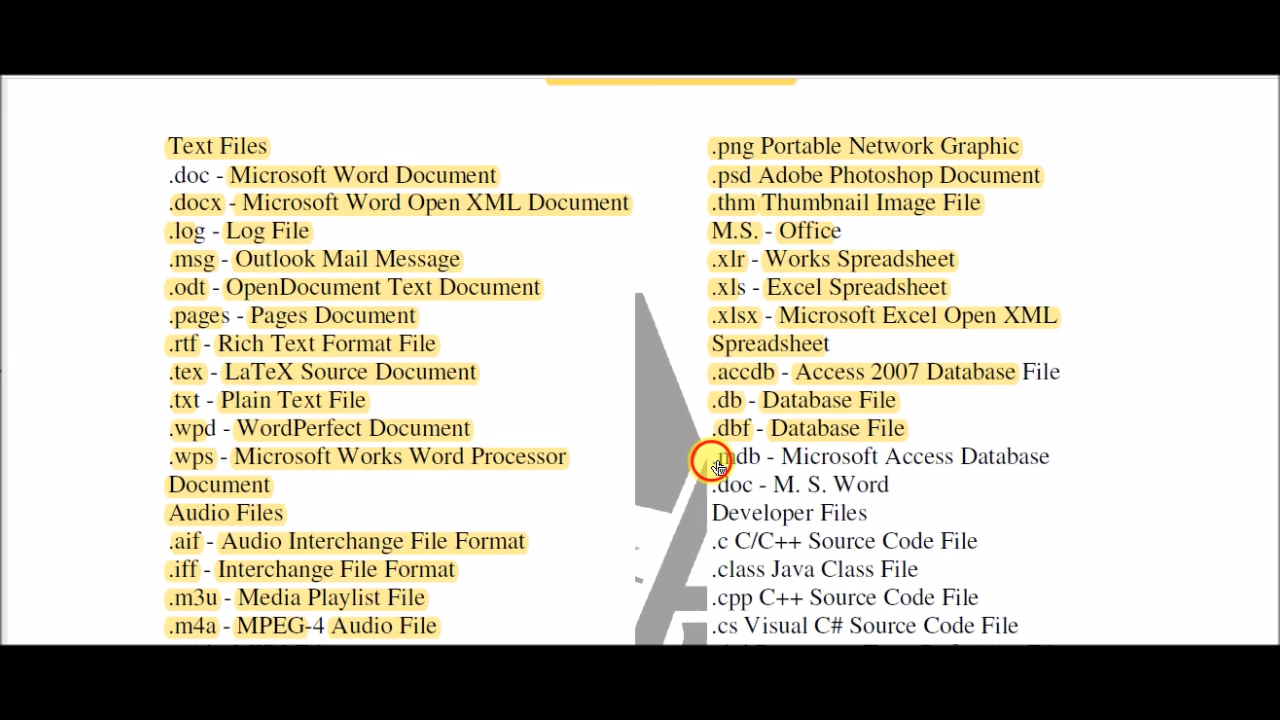 Text Files
.doc - Microsoft Word Document
.docx - Microsoft Word Open XML Document
.log - Log File
.msg - Outlook Mail Message
.odt - OpenDocument Text Document
.pages - Pages Document
.rtf - Rich Text Format File
.tex - LaTeX Source Document
.txt - Plain Text File
.wpd - WordPerfect Document
.wps - Microsoft Works Word Processor
Document
Audio Files
.aif - Audio Interchange File Format
.iff - Interchange File Format
.m3u - Media Playlist File
.m4a - MPEG-4 Audio File
.png Portable Network Graphic
.psd Adobe Photoshop Document
.thm Thumbnail Image File
M.S. - Office
.xlr - Works Spreadsheet
.xls - Excel Spreadsheet
.xlsx - Microsoft Excel Open XML
Spreadsheet
.accdb - Access 2007 Database File
.db - Database File
.dbf - Database File
.mdb - Microsoft Access Database
.doc - M. S. Word
Developer Files
.c C/C++ Source Code File
.class Java Class File
.cpp C++ Source Code File
.cs Visual C# Source Code File